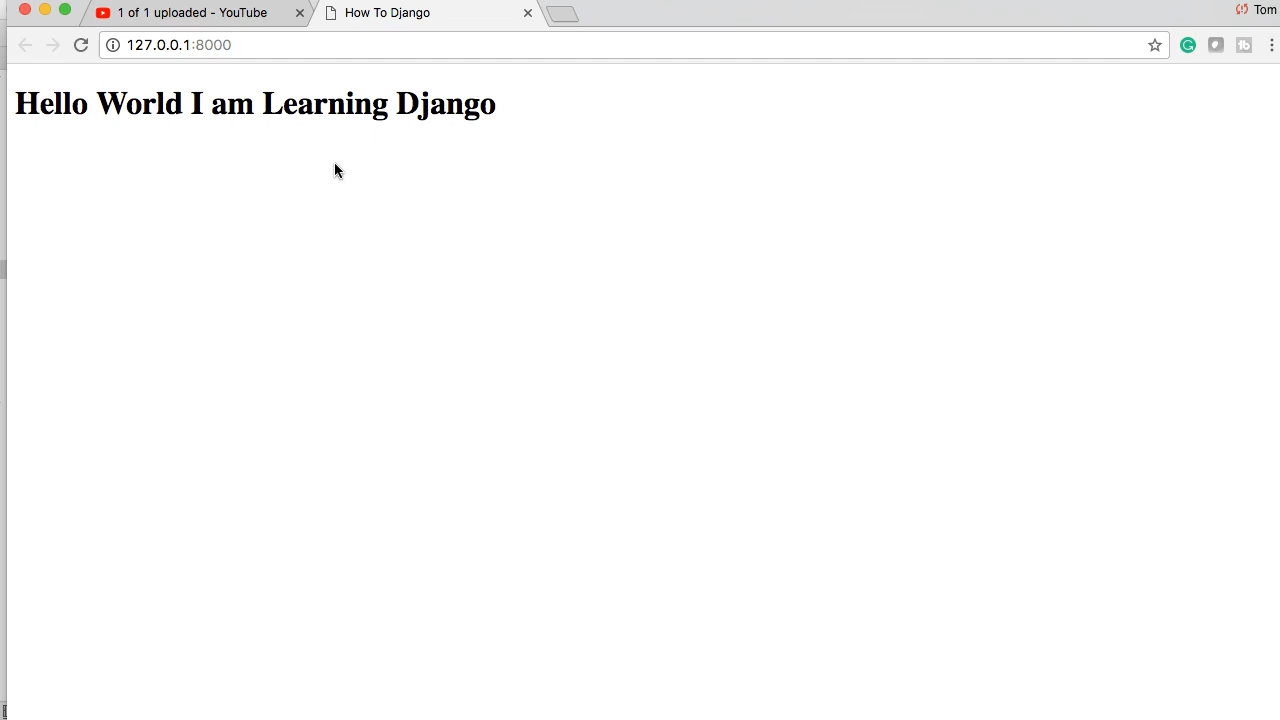 1 of 1 uploaded - YouTube
How To Django
Tom
127.0.0.1:8000
Hello World I am Learning Django